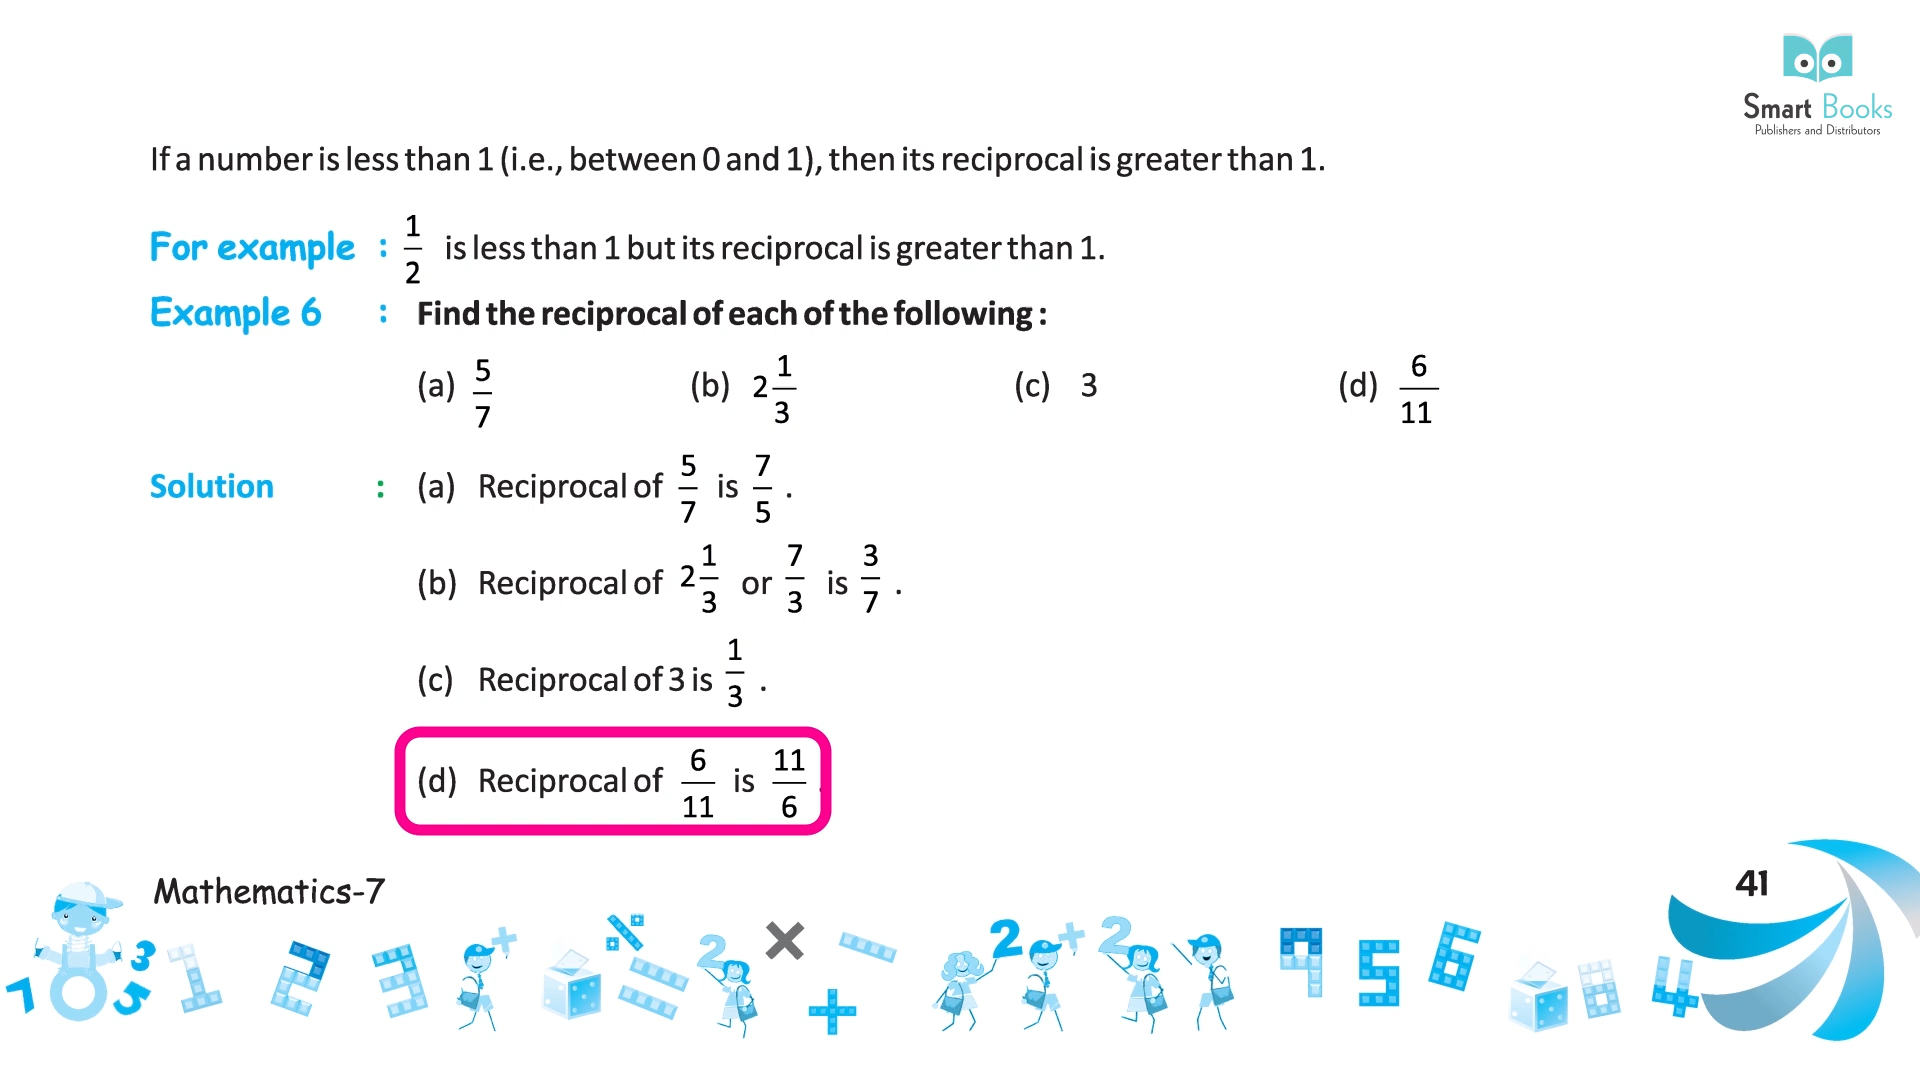 Smart Books
Publishers and Distributors
If a number is less than 1 (i.e., between 0 and 1), then its reciprocal is greater than 1.
For example : 1/2 is less than 1 but its reciprocal is greater than 1.
Example 6 : Find the reciprocal of each of the following :
(a) 5/7 (b) 2 1/3 (c) 3 (d) 6/11
Solution : (a) Reciprocal of 5/7 is 7/5 .
(b) Reciprocal of 2 1/3 or 7/3 is 3/7 .
(c) Reciprocal of 3 is 1/3 .
(d) Reciprocal of 6/11 is 11/6 .
Mathematics-7
41